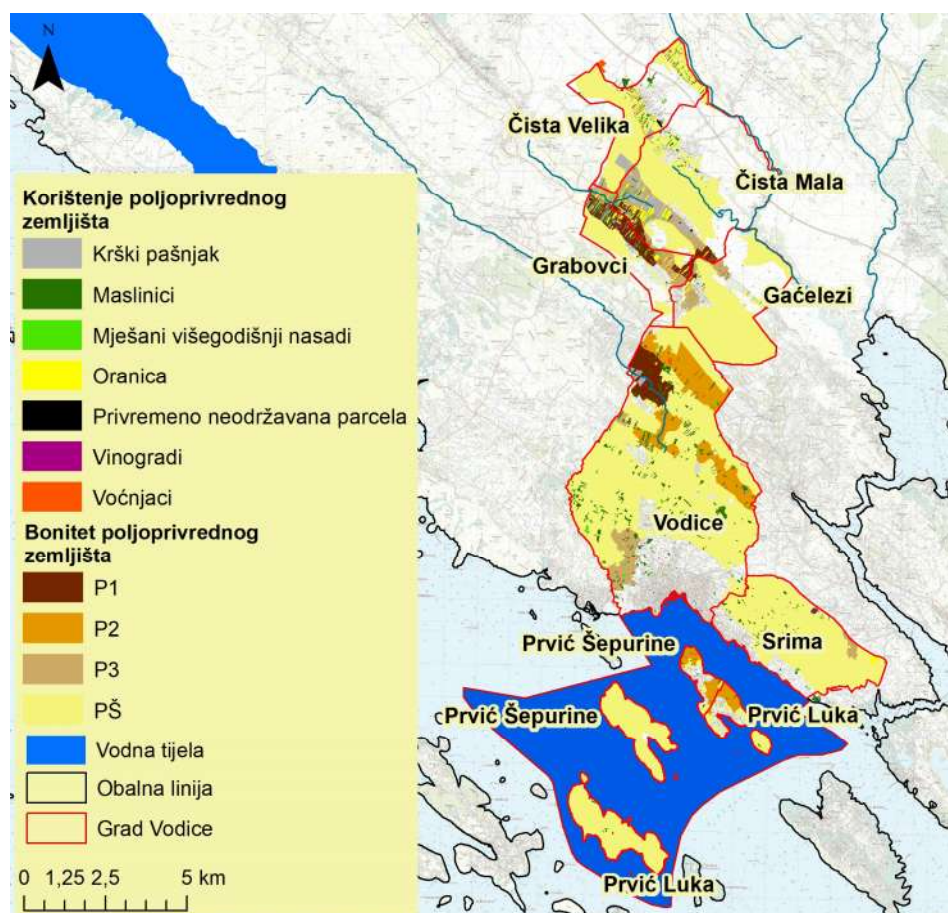 N
Čista Velika
Čista Mala
Grabovci
Gaćelezi
Vodice
Srima
Prvić Šepurine
Prvić Šepurine
Prvić Luka
Prvić Luka
Korištenje poljoprivrednog
zemljišta
Krški pašnjak
Maslinici
Mješani višegodišnji nasadi
Oranica
Privremeno neodržavana parcela
Vinogradi
Voćnjaci
Bonitet poljoprivrednog
zemljišta
P1
P2
P3
PŠ
Vodna tijela
Obalna linija
Grad Vodice
0 1,25 2,5 5 km